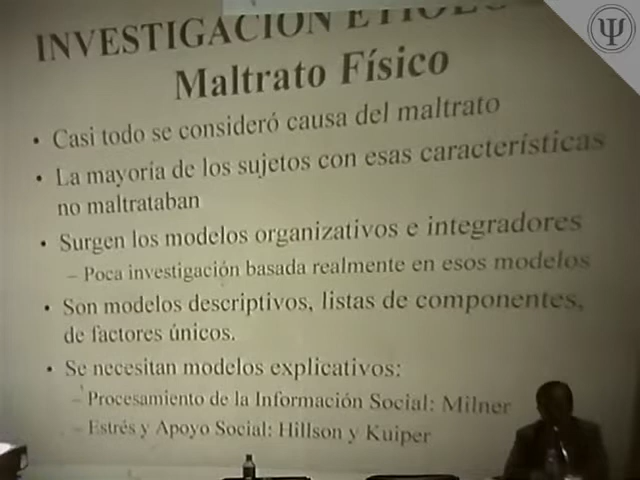 INVESTIGACIÓN
Maltrato Físico
• Casi todo se consideró causa del maltrato
• La mayoría de los sujetos con esas características
no maltrataban
• Surgen los modelos organizativos e integradores
– Poca investigación basada realmente en esos modelos
• Son modelos descriptivos, listas de componentes,
de factores únicos.
• Se necesitan modelos explicativos:
– Procesamiento de la Información Social: Milner
– Estrés y Apoyo Social: Hillson y Kuiper
Ψ